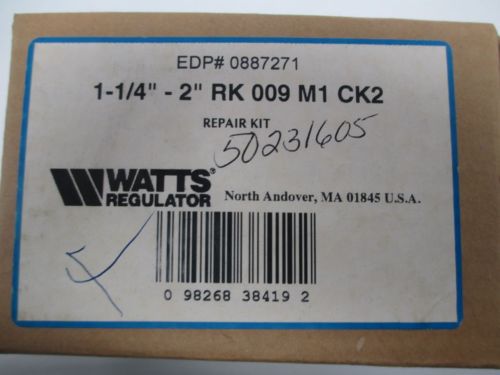 EDP# 0887271
1-1/4" - 2" RK 009 M1 CK2
REPAIR KIT
50231605
WATTS
REGULATOR
North Andover, MA 01845 U.S.A.
0 98268 38419 2